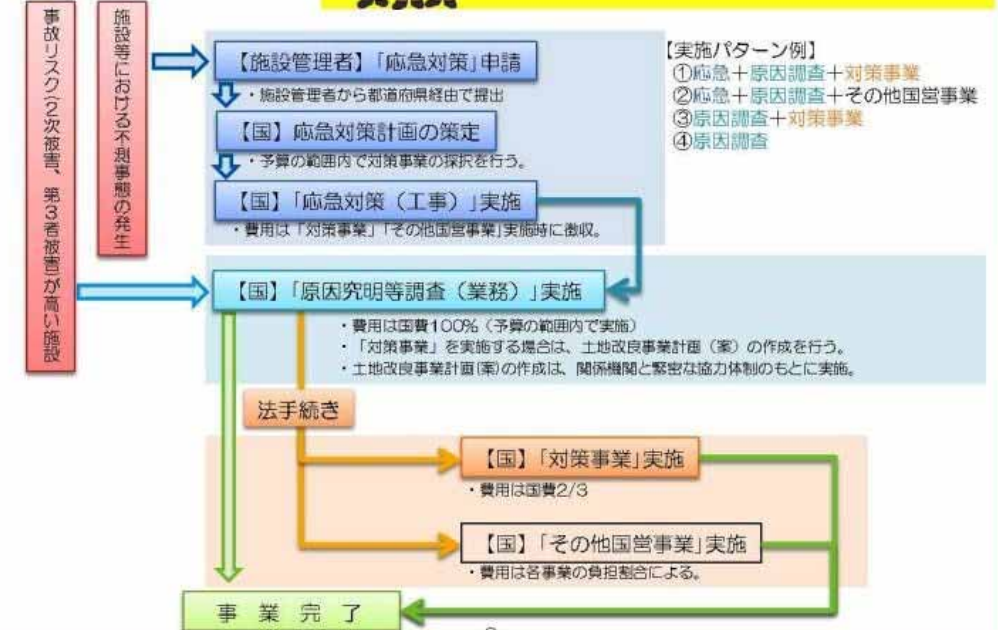 事故リスク(2次被害、第3者被害)が高い施設
施設等における不測事態の発生
【施設管理者】「応急対策」申請
・施設管理者から都道府県経由で提出
【国】応急対策計画の策定
・予算の範囲内で対策事業の採択を行う。
【国】「応急対策（工事）」実施
・費用は「対策事業」「その他国営事業」実施時に徴収。
【実施パターン例】
①応急＋原因調査＋対策事業
②応急＋原因調査＋その他国営事業
③原因調査＋対策事業
④原因調査
【国】「原因究明等調査（業務）」実施
・費用は国費100%（予算の範囲内で実施）
・「対策事業」を実施する場合は、土地改良事業計画（案）の作成を行う。
・土地改良事業計画(案)の作成は、関係機関と緊密な協力体制のもとに実施。
法手続き
【国】「対策事業」実施
・費用は国費2/3
【国】「その他国営事業」実施
・費用は各事業の負担割合による。
事 業 完 了